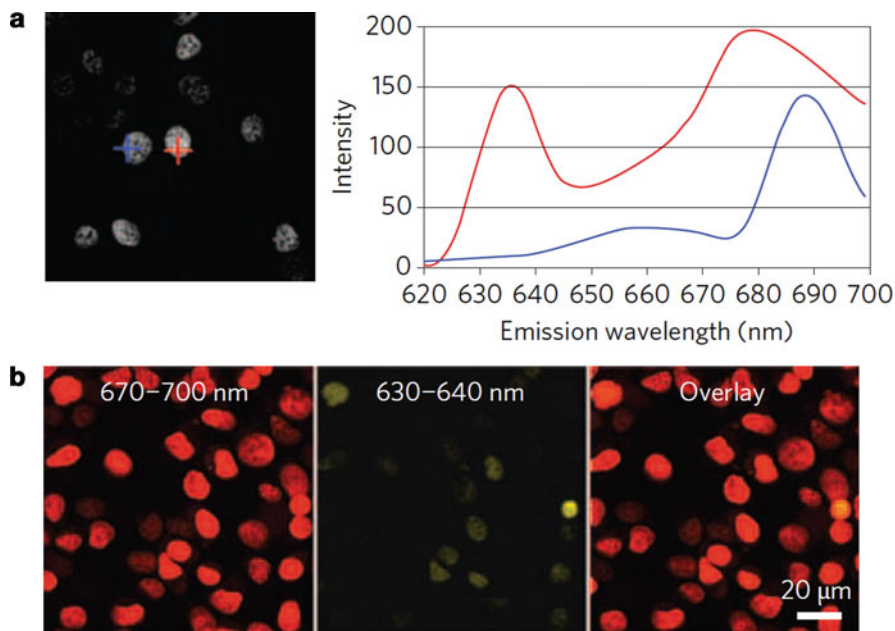 a
Intensity
200
150
100
50
0
620 630 640 650 660 670 680 690 700
Emission wavelength (nm)
b
670–700 nm
630–640 nm
Overlay
20 µm